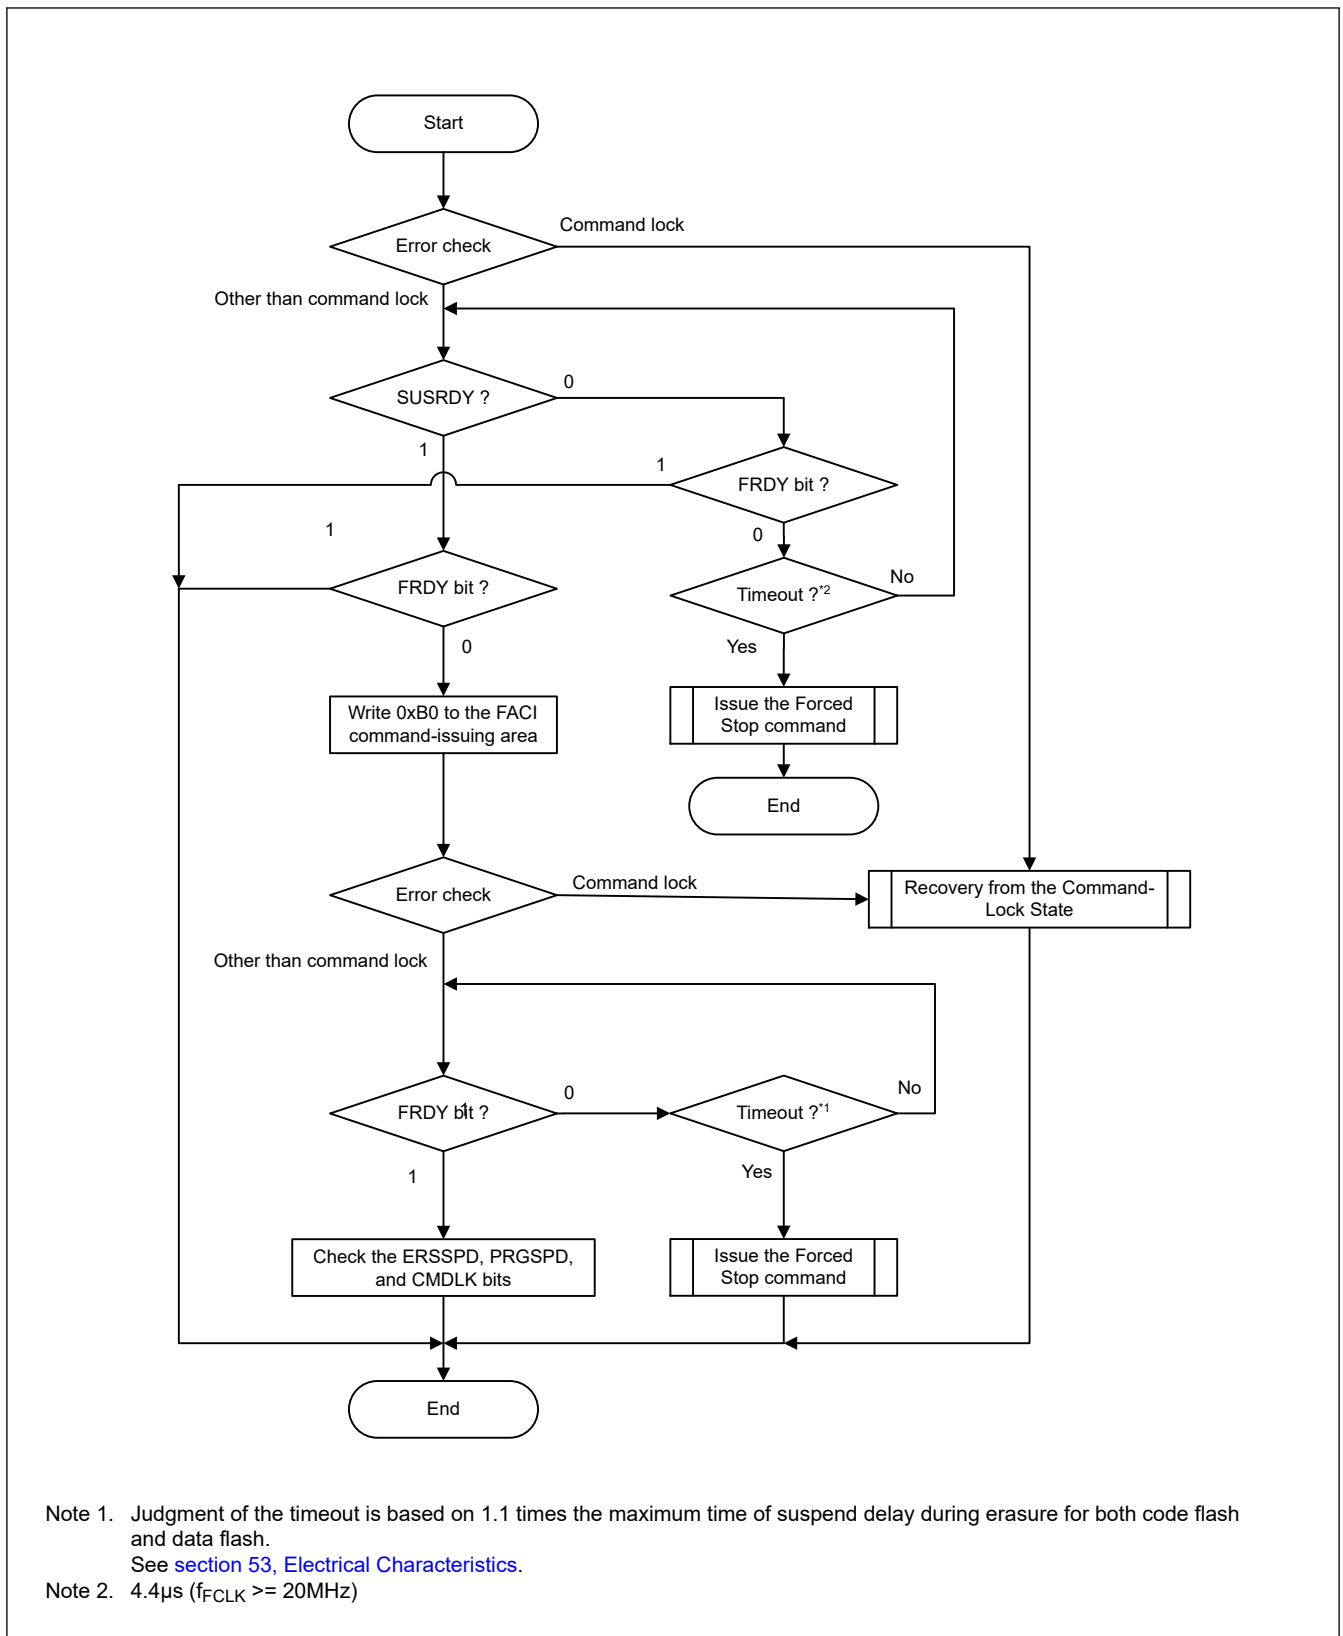 Start
Error check
Command lock
Other than command lock
SUSRDY ?
0
1
1
FRDY bit ?
1
0
FRDY bit ?
Timeout ?*2
No
0
Yes
Write 0xB0 to the FACI
command-issuing area
Issue the Forced
Stop command
End
Error check
Command lock
Recovery from the Command-
Lock State
Other than command lock
FRDY bit ?
1
0
Timeout ?*1
No
1
Yes
Check the ERSSPD, PRGSPD,
and CMDLK bits
Issue the Forced
Stop command
End
Note 1. Judgment of the timeout is based on 1.1 times the maximum time of suspend delay during erasure for both code flash
and data flash.
See section 53, Electrical Characteristics.
Note 2. 4.4µs (fFCLK >= 20MHz)